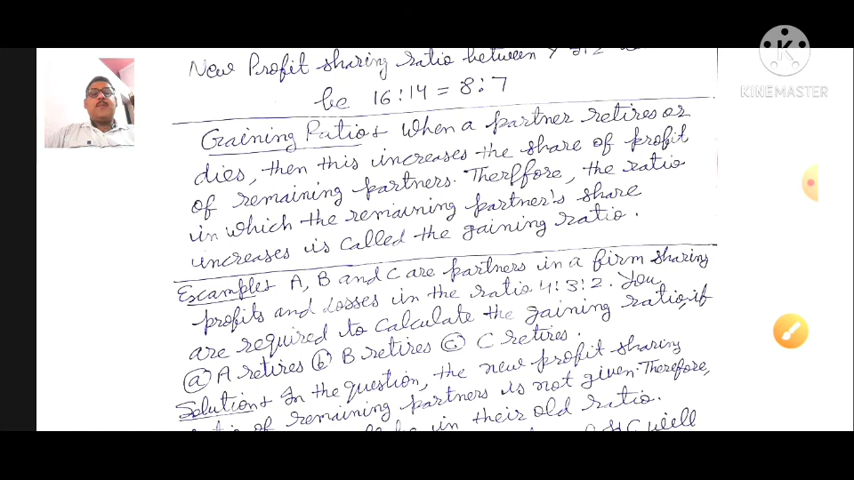 New Profit sharing ratio between Y
be 16:14 = 8:7
Gaining Ratio: When a partner retires or
dies, then this increases the share of profit
of remaining partners. Therffore, the ratio
in which the remaining partner's share
increases is called the gaining ratio.
Example: A, B and C are partners in a firm sharing
profits and Losses in the ratio 4:3:2. You
are required to calculate the gaining ratio, if
(a) A retires (b) B retires (c) C retires.
Solution: In the question, the new profit sharing
of remaining partners is not given. Therefore,
be in their old ratio.
C will
KINEMASTER